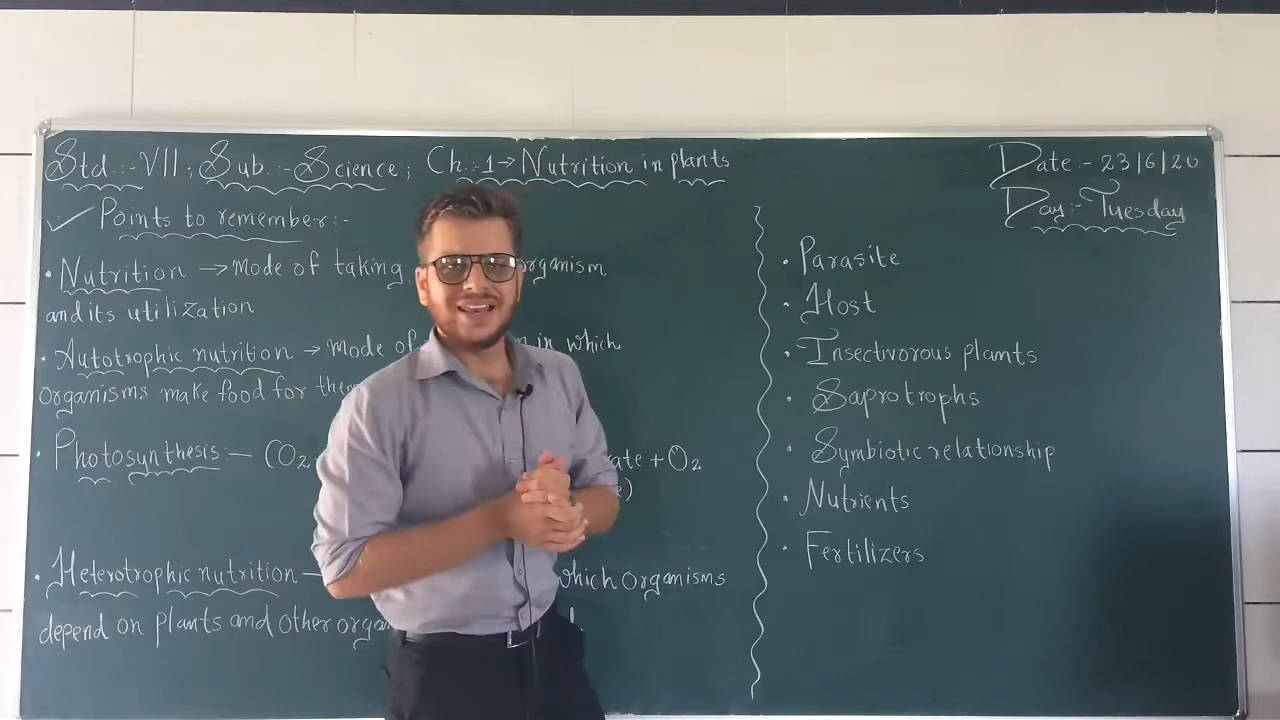 Std.:- VII ; Sub.:- Science ; Ch.:1→ Nutrition in plants
Date :- 23/6/20
Day:- Tuesday
✓ Points to remember:-
• Nutrition → Mode of taking organism
and its utilization
• Autotrophic nutrition → mode of in which
organisms make food for
• Photosynthesis — CO2 + O2
• Heterotrophic nutrition — which organisms
depend on plants and other
• Parasite
• Host
• Insectivorous plants
• Saprotrophs
• Symbiotic relationship
• Nutrients
• Fertilizers